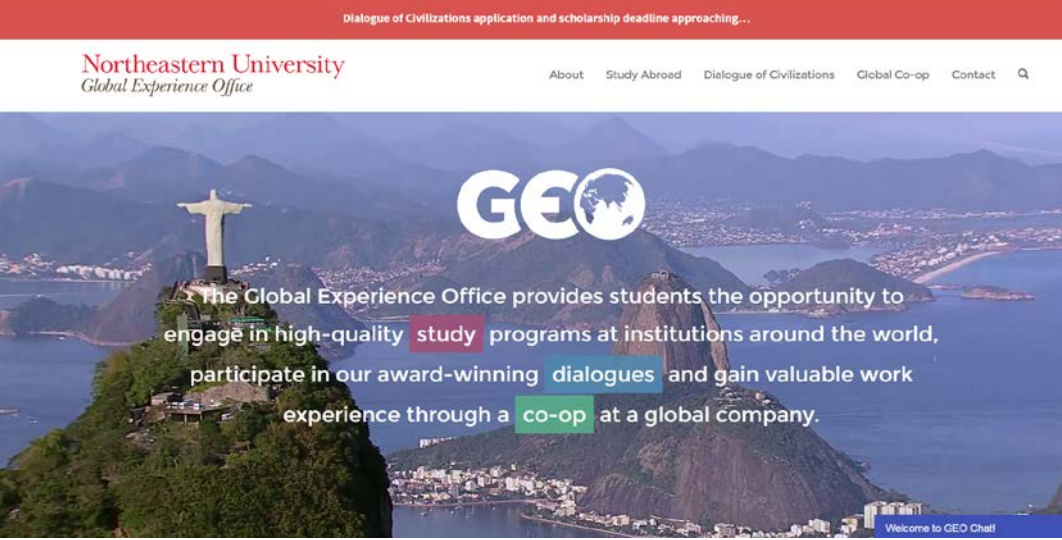 Dialogue of Civilizations application and scholarship deadline approaching...
Northeastern University
Global Experience Office
About Study Abroad Dialogue of Civilizations Global Co-op Contact
GEO
The Global Experience Office provides students the opportunity to
engage in high-quality study programs at institutions around the world,
participate in our award-winning dialogues and gain valuable work
experience through a co-op at a global company.
Welcome to GEO Chat!